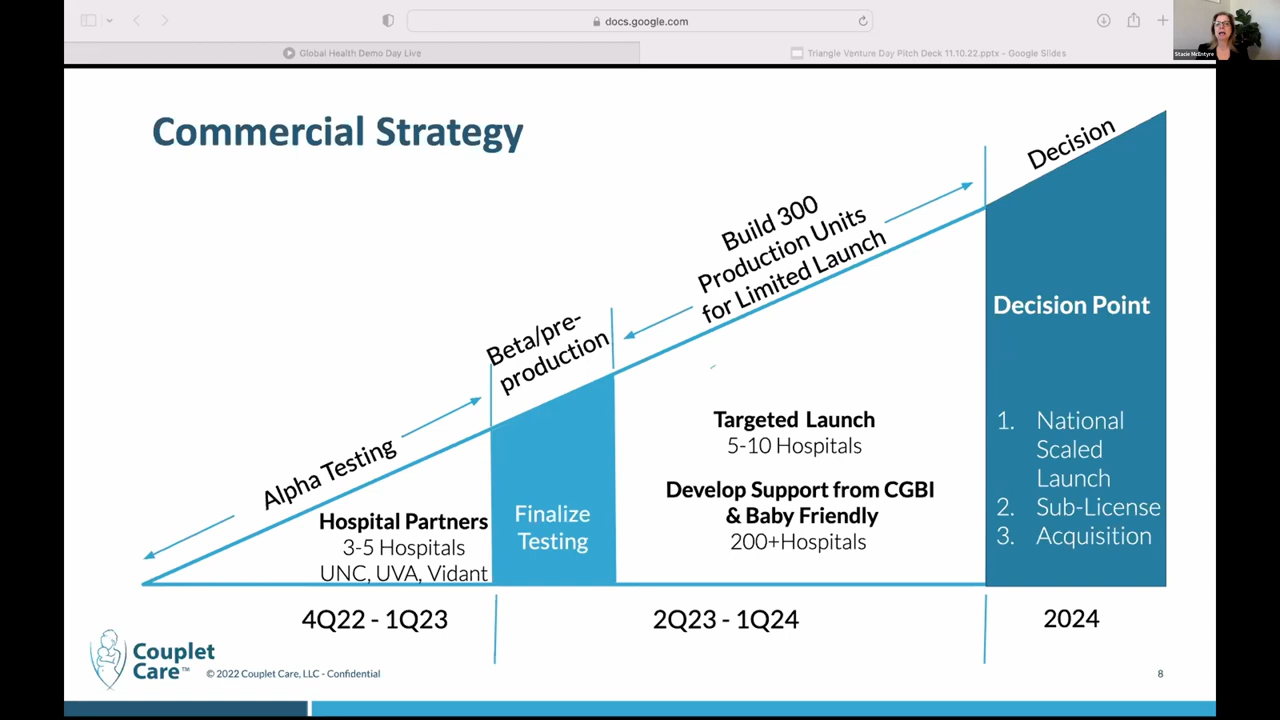 docs.google.com
Global Health Demo Day Live
Triangle Venture Day Pitch Deck 11.10.22.pptx - Google Slides
Stacie McEntyre
Commercial Strategy
Decision
Build 300
Production Units
for Limited Launch
Beta/pre-
production
Alpha Testing
Decision Point
1. National
Scaled
Launch
2. Sub-License
3. Acquisition
Targeted Launch
5-10 Hospitals
Develop Support from CGBI
& Baby Friendly
200+Hospitals
Finalize
Testing
Hospital Partners
3-5 Hospitals
UNC, UVA, Vidant
4Q22 - 1Q23
2Q23 - 1Q24
2024
Couplet
Care™
© 2022 Couplet Care, LLC - Confidential
8